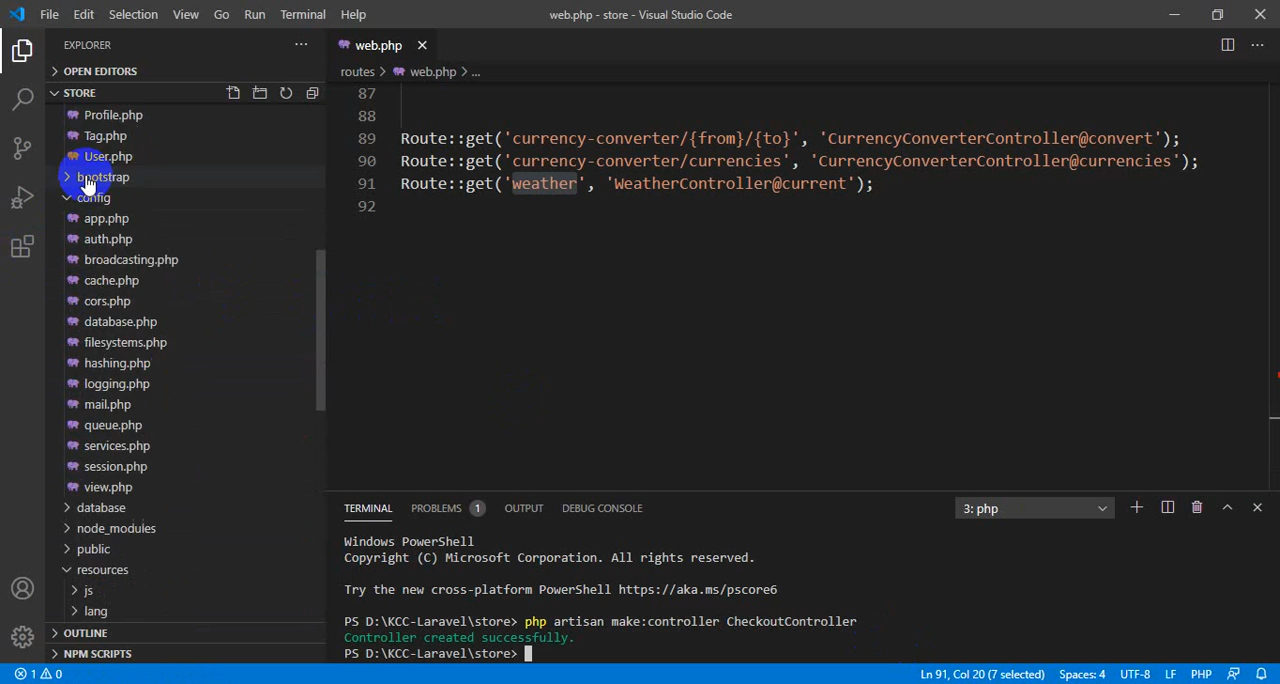 File Edit Selection View Go Run Terminal Help
web.php - store - Visual Studio Code
EXPLORER
OPEN EDITORS
STORE
Profile.php
Tag.php
User.php
bootstrap
config
app.php
auth.php
broadcasting.php
cache.php
cors.php
database.php
filesystems.php
hashing.php
logging.php
mail.php
queue.php
services.php
session.php
view.php
database
node_modules
public
resources
js
lang
OUTLINE
NPM SCRIPTS
web.php
routes > web.php > ...
87
88
89 Route::get('currency-converter/{from}/{to}', 'CurrencyConverterController@convert');
90 Route::get('currency-converter/currencies', 'CurrencyConverterController@currencies');
91 Route::get('weather', 'WeatherController@current');
92
TERMINAL PROBLEMS 1 OUTPUT DEBUG CONSOLE 3: php
Windows PowerShell
Copyright (C) Microsoft Corporation. All rights reserved.
Try the new cross-platform PowerShell https://aka.ms/pscore6
PS D:\KCC-Laravel\store> php artisan make:controller CheckoutController
Controller created successfully.
PS D:\KCC-Laravel\store>
1 0 Ln 91, Col 20 (7 selected) Spaces: 4 UTF-8 LF PHP